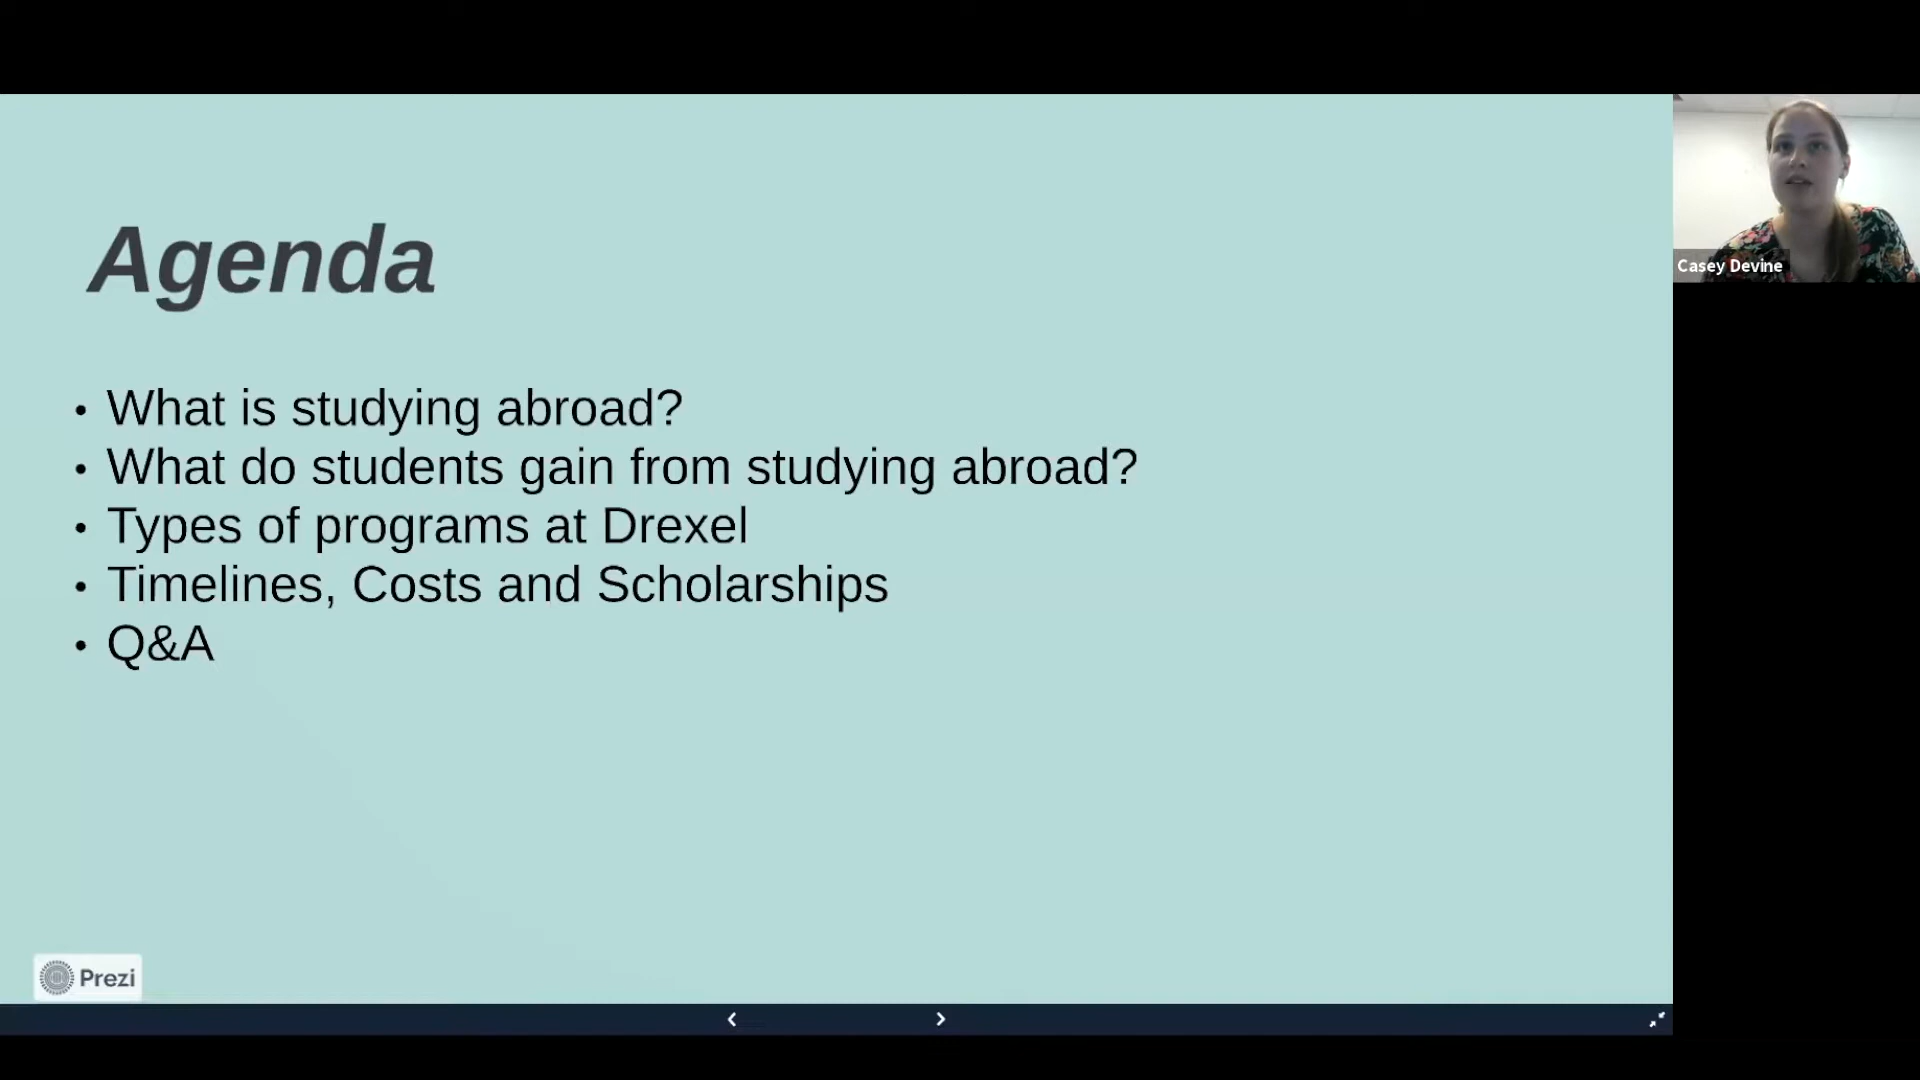 Agenda
• What is studying abroad?
• What do students gain from studying abroad?
• Types of programs at Drexel
• Timelines, Costs and Scholarships
• Q&A
Casey Devine
Prezi